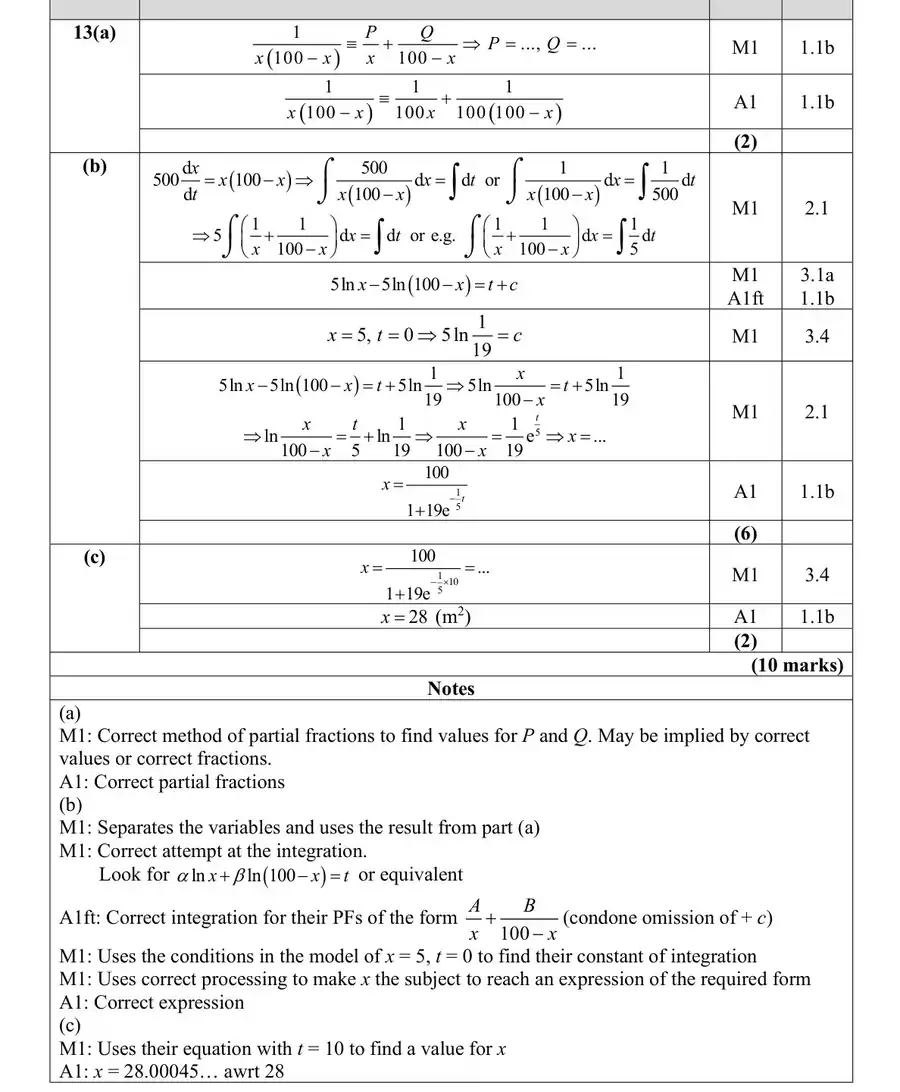 13(a)
1/(x(100 − x)) ≡ P/x + Q/(100 − x) ⇒ P = ..., Q = ... M1 1.1b
1/(x(100 − x)) ≡ 1/(100x) + 1/(100(100 − x)) A1 1.1b
(2)
(b)
500 dx/dt = x(100 − x) ⇒ ∫ 500/(x(100 − x)) dx = ∫ dt or ∫ 1/(x(100 − x)) dx = ∫ 1/500 dt
⇒ 5∫(1/x + 1/(100 − x))dx = ∫ dt or e.g. ∫(1/x + 1/(100 − x))dx = ∫ 1/5 dt
M1 2.1
5 ln x − 5 ln(100 − x) = t + c
M1 3.1a
A1ft 1.1b
x = 5, t = 0 ⇒ 5 ln 1/19 = c M1 3.4
5 ln x − 5 ln(100 − x) = t + 5 ln 1/19 ⇒ 5 ln x/(100 − x) = t + 5 ln 1/19
⇒ ln x/(100 − x) = t/5 + ln 1/19 ⇒ x/(100 − x) = 1/19 e^(t/5) ⇒ x = ...
M1 2.1
x = 100/(1+19e^(−1/5 t)) A1 1.1b
(6)
(c)
x = 100/(1+19e^(−1/5 ×10)) = ... M1 3.4
x = 28 (m²) A1 1.1b
(2)
(10 marks)
Notes
(a)
M1: Correct method of partial fractions to find values for P and Q. May be implied by correct
values or correct fractions.
A1: Correct partial fractions
(b)
M1: Separates the variables and uses the result from part (a)
M1: Correct attempt at the integration.
Look for α ln x + β ln(100 − x) = t or equivalent
A1ft: Correct integration for their PFs of the form A/x + B/(100 − x) (condone omission of + c)
M1: Uses the conditions in the model of x = 5, t = 0 to find their constant of integration
M1: Uses correct processing to make x the subject to reach an expression of the required form
A1: Correct expression
(c)
M1: Uses their equation with t = 10 to find a value for x
A1: x = 28.00045… awrt 28